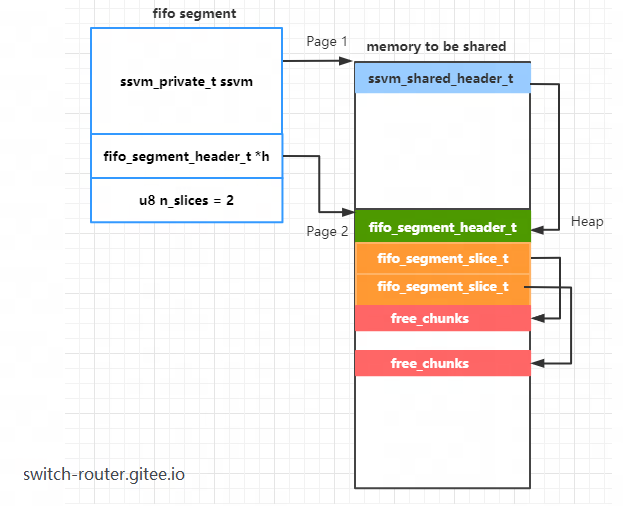 fifo segment
Page 1
memory to be shared
ssvm_private_t ssvm
ssvm_shared_header_t
fifo_segment_header_t *h
u8 n_slices = 2
Page 2
fifo_segment_header_t
Heap
fifo_segment_slice_t
fifo_segment_slice_t
free_chunks
free_chunks
switch-router.gitee.io